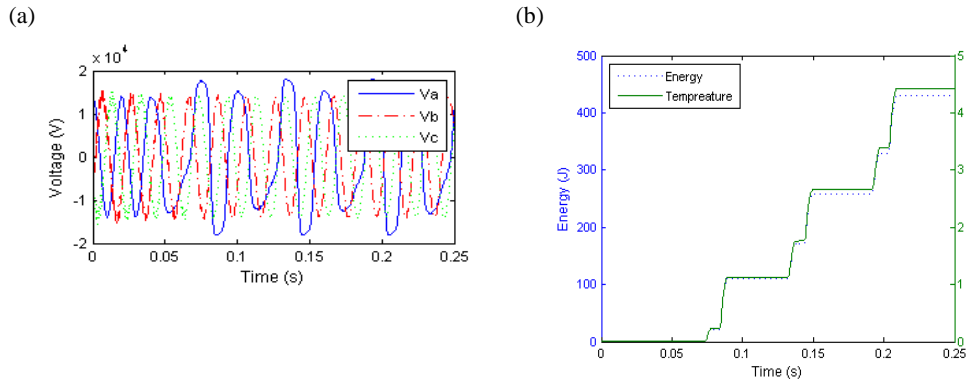 (a)
(b)
× 10⁴
2
1
0
-1
-2
Voltage (V)
Va
Vb
Vc
0
0.05
0.1
0.15
0.2
0.25
Time (s)
500
400
300
200
100
0
Energy (J)
Energy
Tempreature
5
4
3
2
1
0
0
0.05
0.1
0.15
0.2
0.25
Time (s)